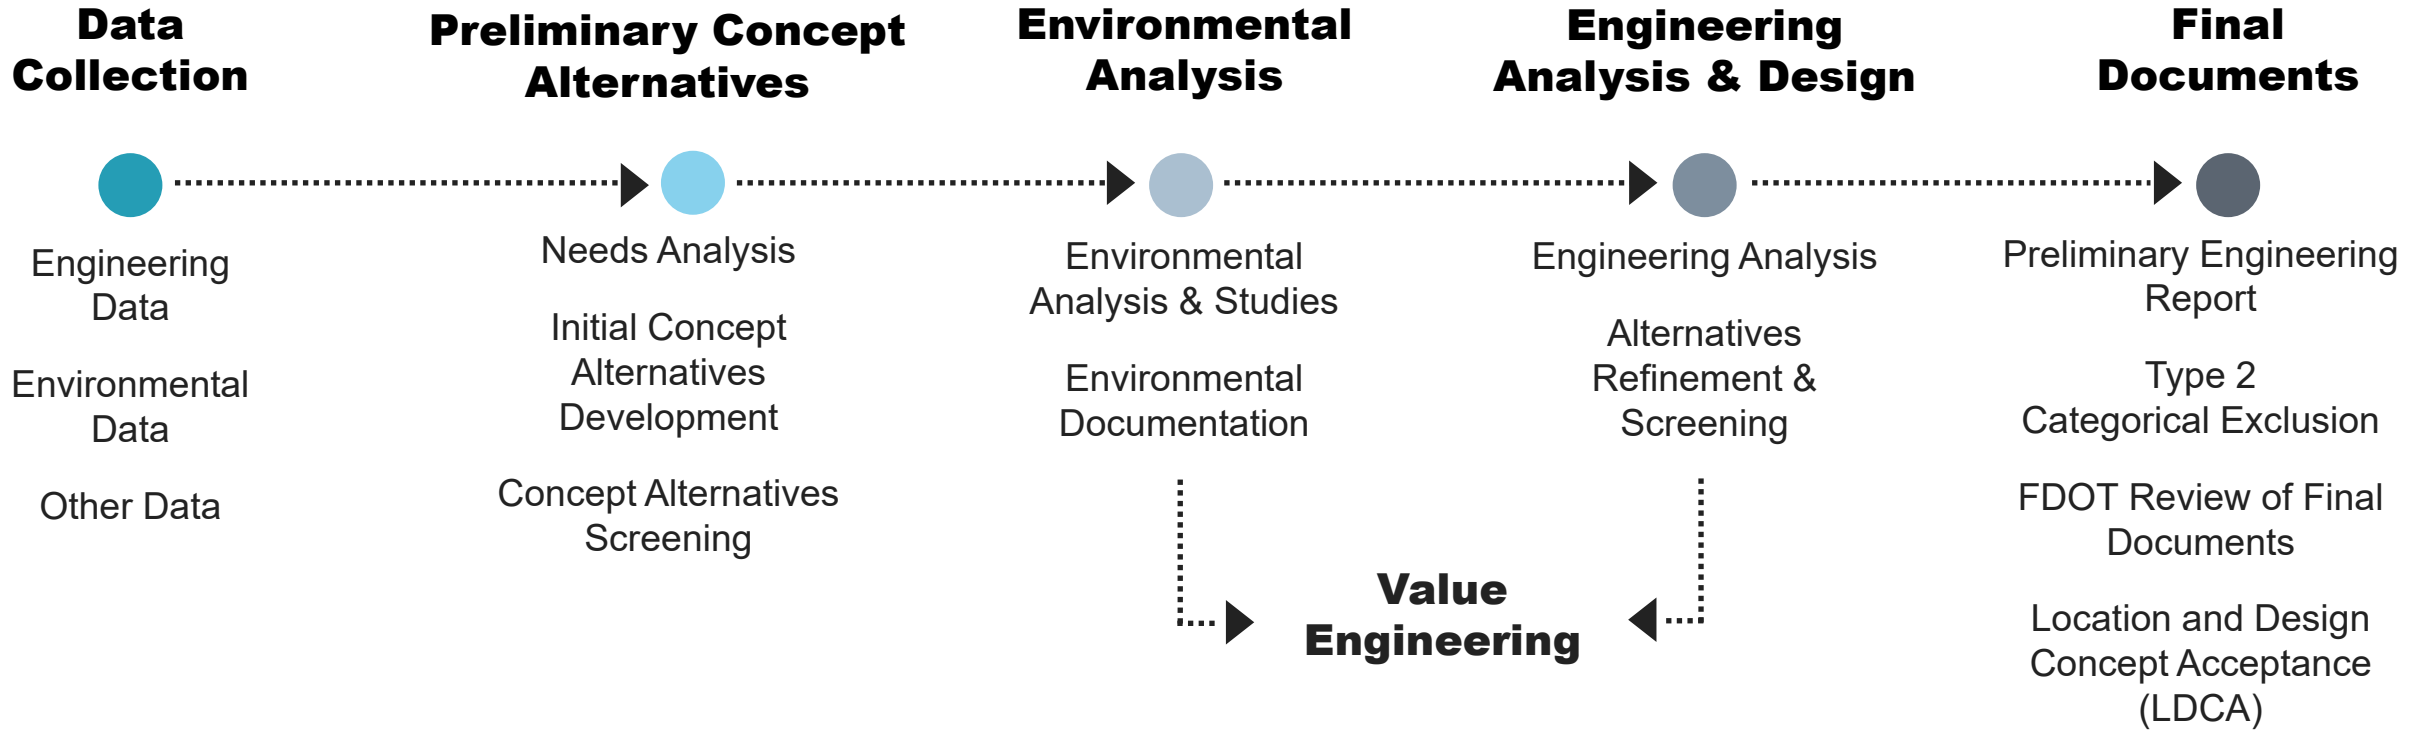 Data
Collection
Preliminary Concept
Alternatives
Environmental
Analysis
Engineering
Analysis & Design
Final
Documents
Engineering
Data
Environmental
Data
Other Data
Needs Analysis
Initial Concept
Alternatives
Development
Concept Alternatives
Screening
Environmental
Analysis & Studies
Environmental
Documentation
Engineering Analysis
Alternatives
Refinement &
Screening
Value
Engineering
Preliminary Engineering
Report
Type 2
Categorical Exclusion
FDOT Review of Final
Documents
Location and Design
Concept Acceptance
(LDCA)